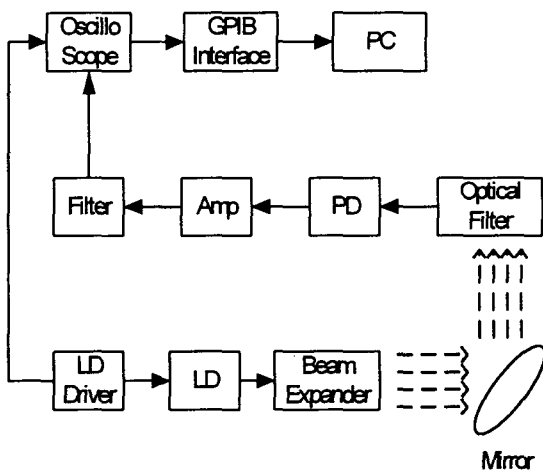 Oscillo
Scope
GPIB
Interface
PC
Filter
Amp
PD
Optical
Filter
LD
Driver
LD
Beam
Expander
Mirror